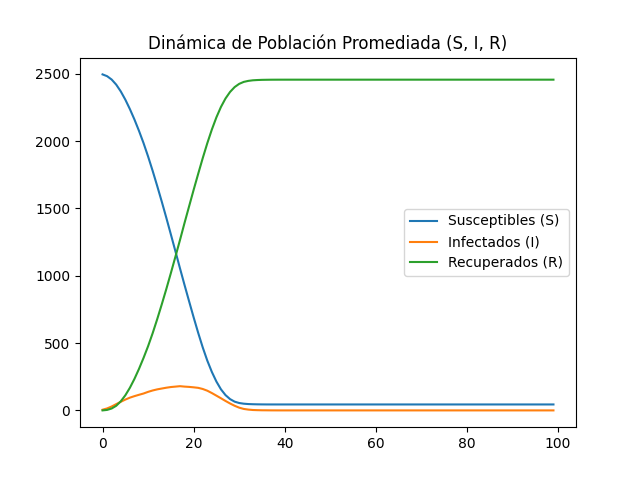 Dinámica de Población Promediada (S, I, R)
2500
2000
1500
1000
500
0
Susceptibles (S)
Infectados (I)
Recuperados (R)
0 20 40 60 80 100